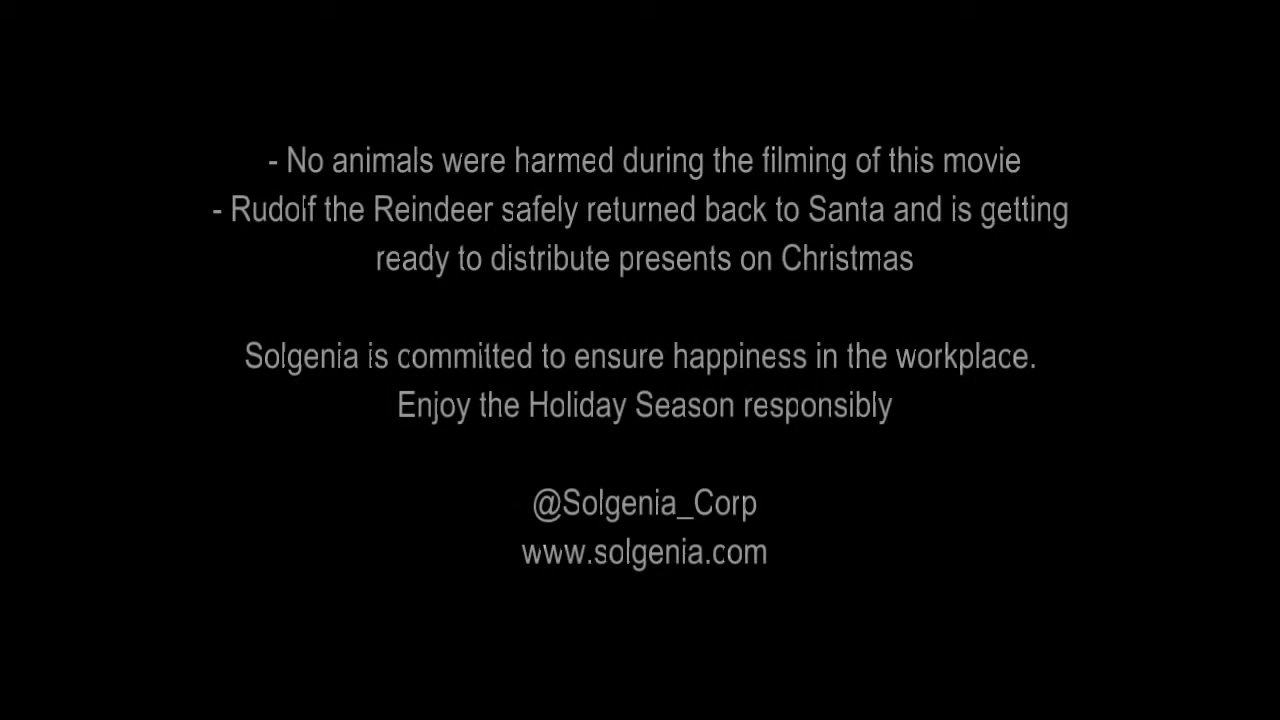 - No animals were harmed during the filming of this movie
- Rudolf the Reindeer safely returned back to Santa and is getting
ready to distribute presents on Christmas
Solgenia is committed to ensure happiness in the workplace.
Enjoy the Holiday Season responsibly
@Solgenia_Corp
www.solgenia.com